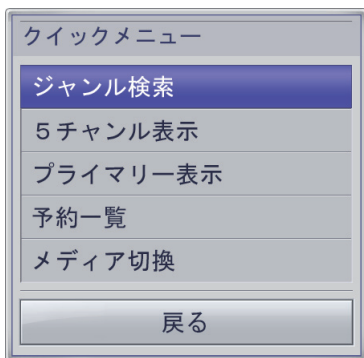 クイックメニュー
ジャンル検索
５チャンル表示
プライマリー表示
予約一覧
メディア切換
戻る